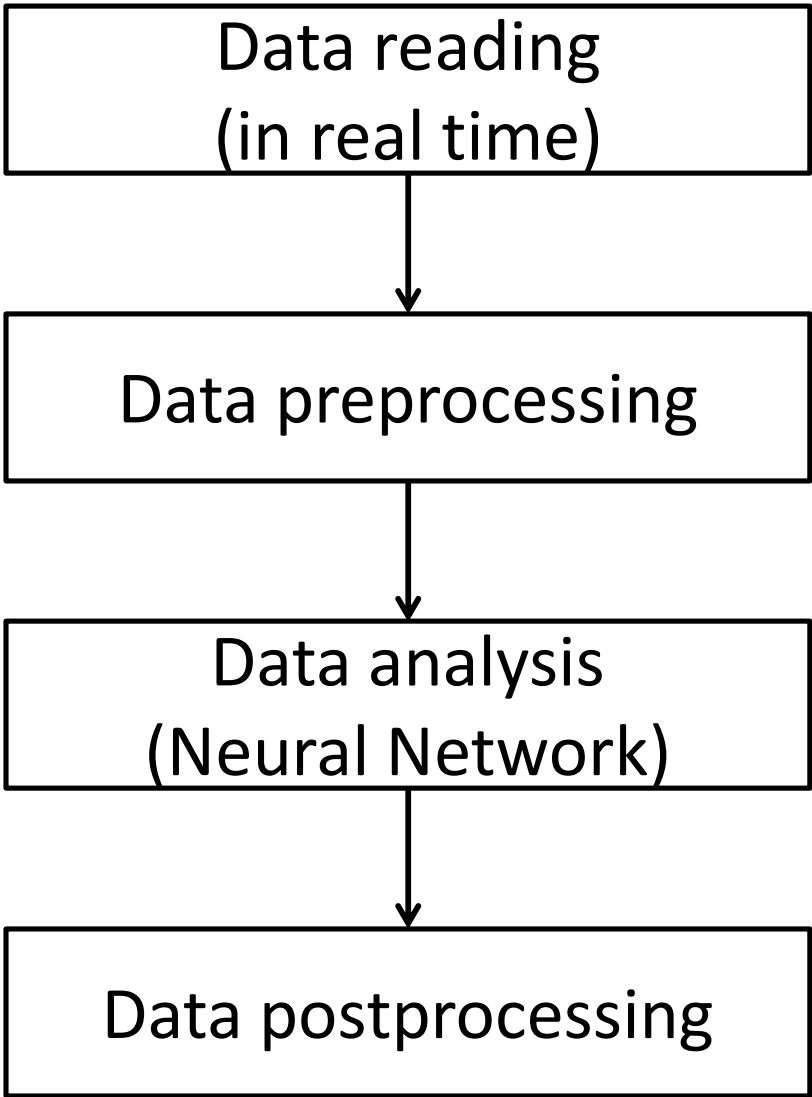 Data reading
(in real time)
Data preprocessing
Data analysis
(Neural Network)
Data postprocessing